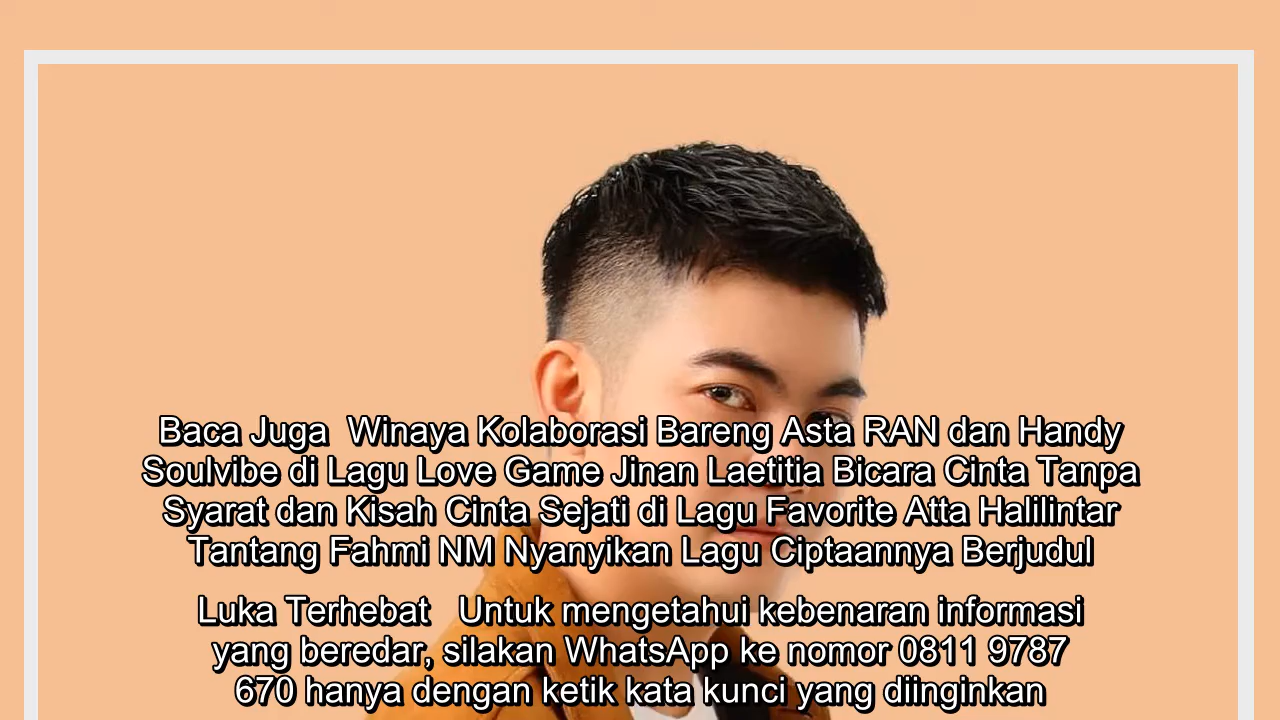 Baca Juga  Winaya Kolaborasi Bareng Asta RAN dan Handy
Soulvibe di Lagu Love Game Jinan Laetitia Bicara Cinta Tanpa
Syarat dan Kisah Cinta Sejati di Lagu Favorite Atta Halilintar
Tantang Fahmi NM Nyanyikan Lagu Ciptaannya Berjudul
Luka Terhebat   Untuk mengetahui kebenaran informasi
yang beredar, silakan WhatsApp ke nomor 0811 9787
670 hanya dengan ketik kata kunci yang diinginkan